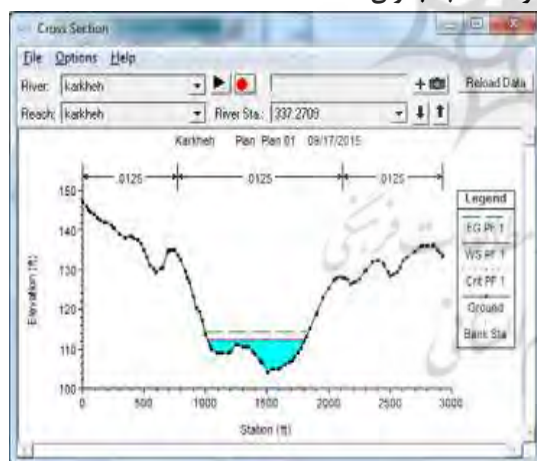 Cross Section
File Options Help
River: karkheh
Reload Data
Reach: karkheh River Sta.: 337.2709
Karkheh Plan: Plan 01 09/17/2015
.0125 .0125 .0125
Legend
EG PF 1
WS PF 1
Crit PF 1
Ground
Bank Sta
Elevation (ft)
150
140
130
120
110
100
0 500 1000 1500 2000 2500 3000
Station (ft)